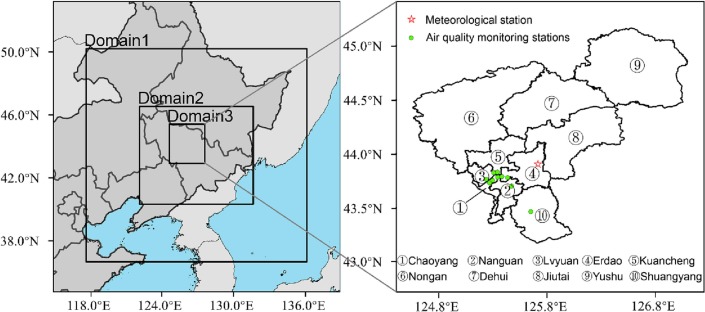 50.0°N
46.0°N
42.0°N
38.0°N
118.0°E 122.0°E 130.0°E 136.0°E
Domain1
Domain2
Domain3
45.0°N
44.5°N
44.0°N
43.5°N
43.0°N
124.8°E 125.8°E 126.8°E
Meteorological station
Air quality monitoring stations
⑨
⑥ ⑦
⑧
⑤
③ ④
②
①
⑩
①Chaoyang ②Nanguan ③Lvyuan ④Erdao ⑤Kuancheng
⑥Nongan ⑦Dehui ⑧Jiutai ⑨Yushu ⑩Shuangyang